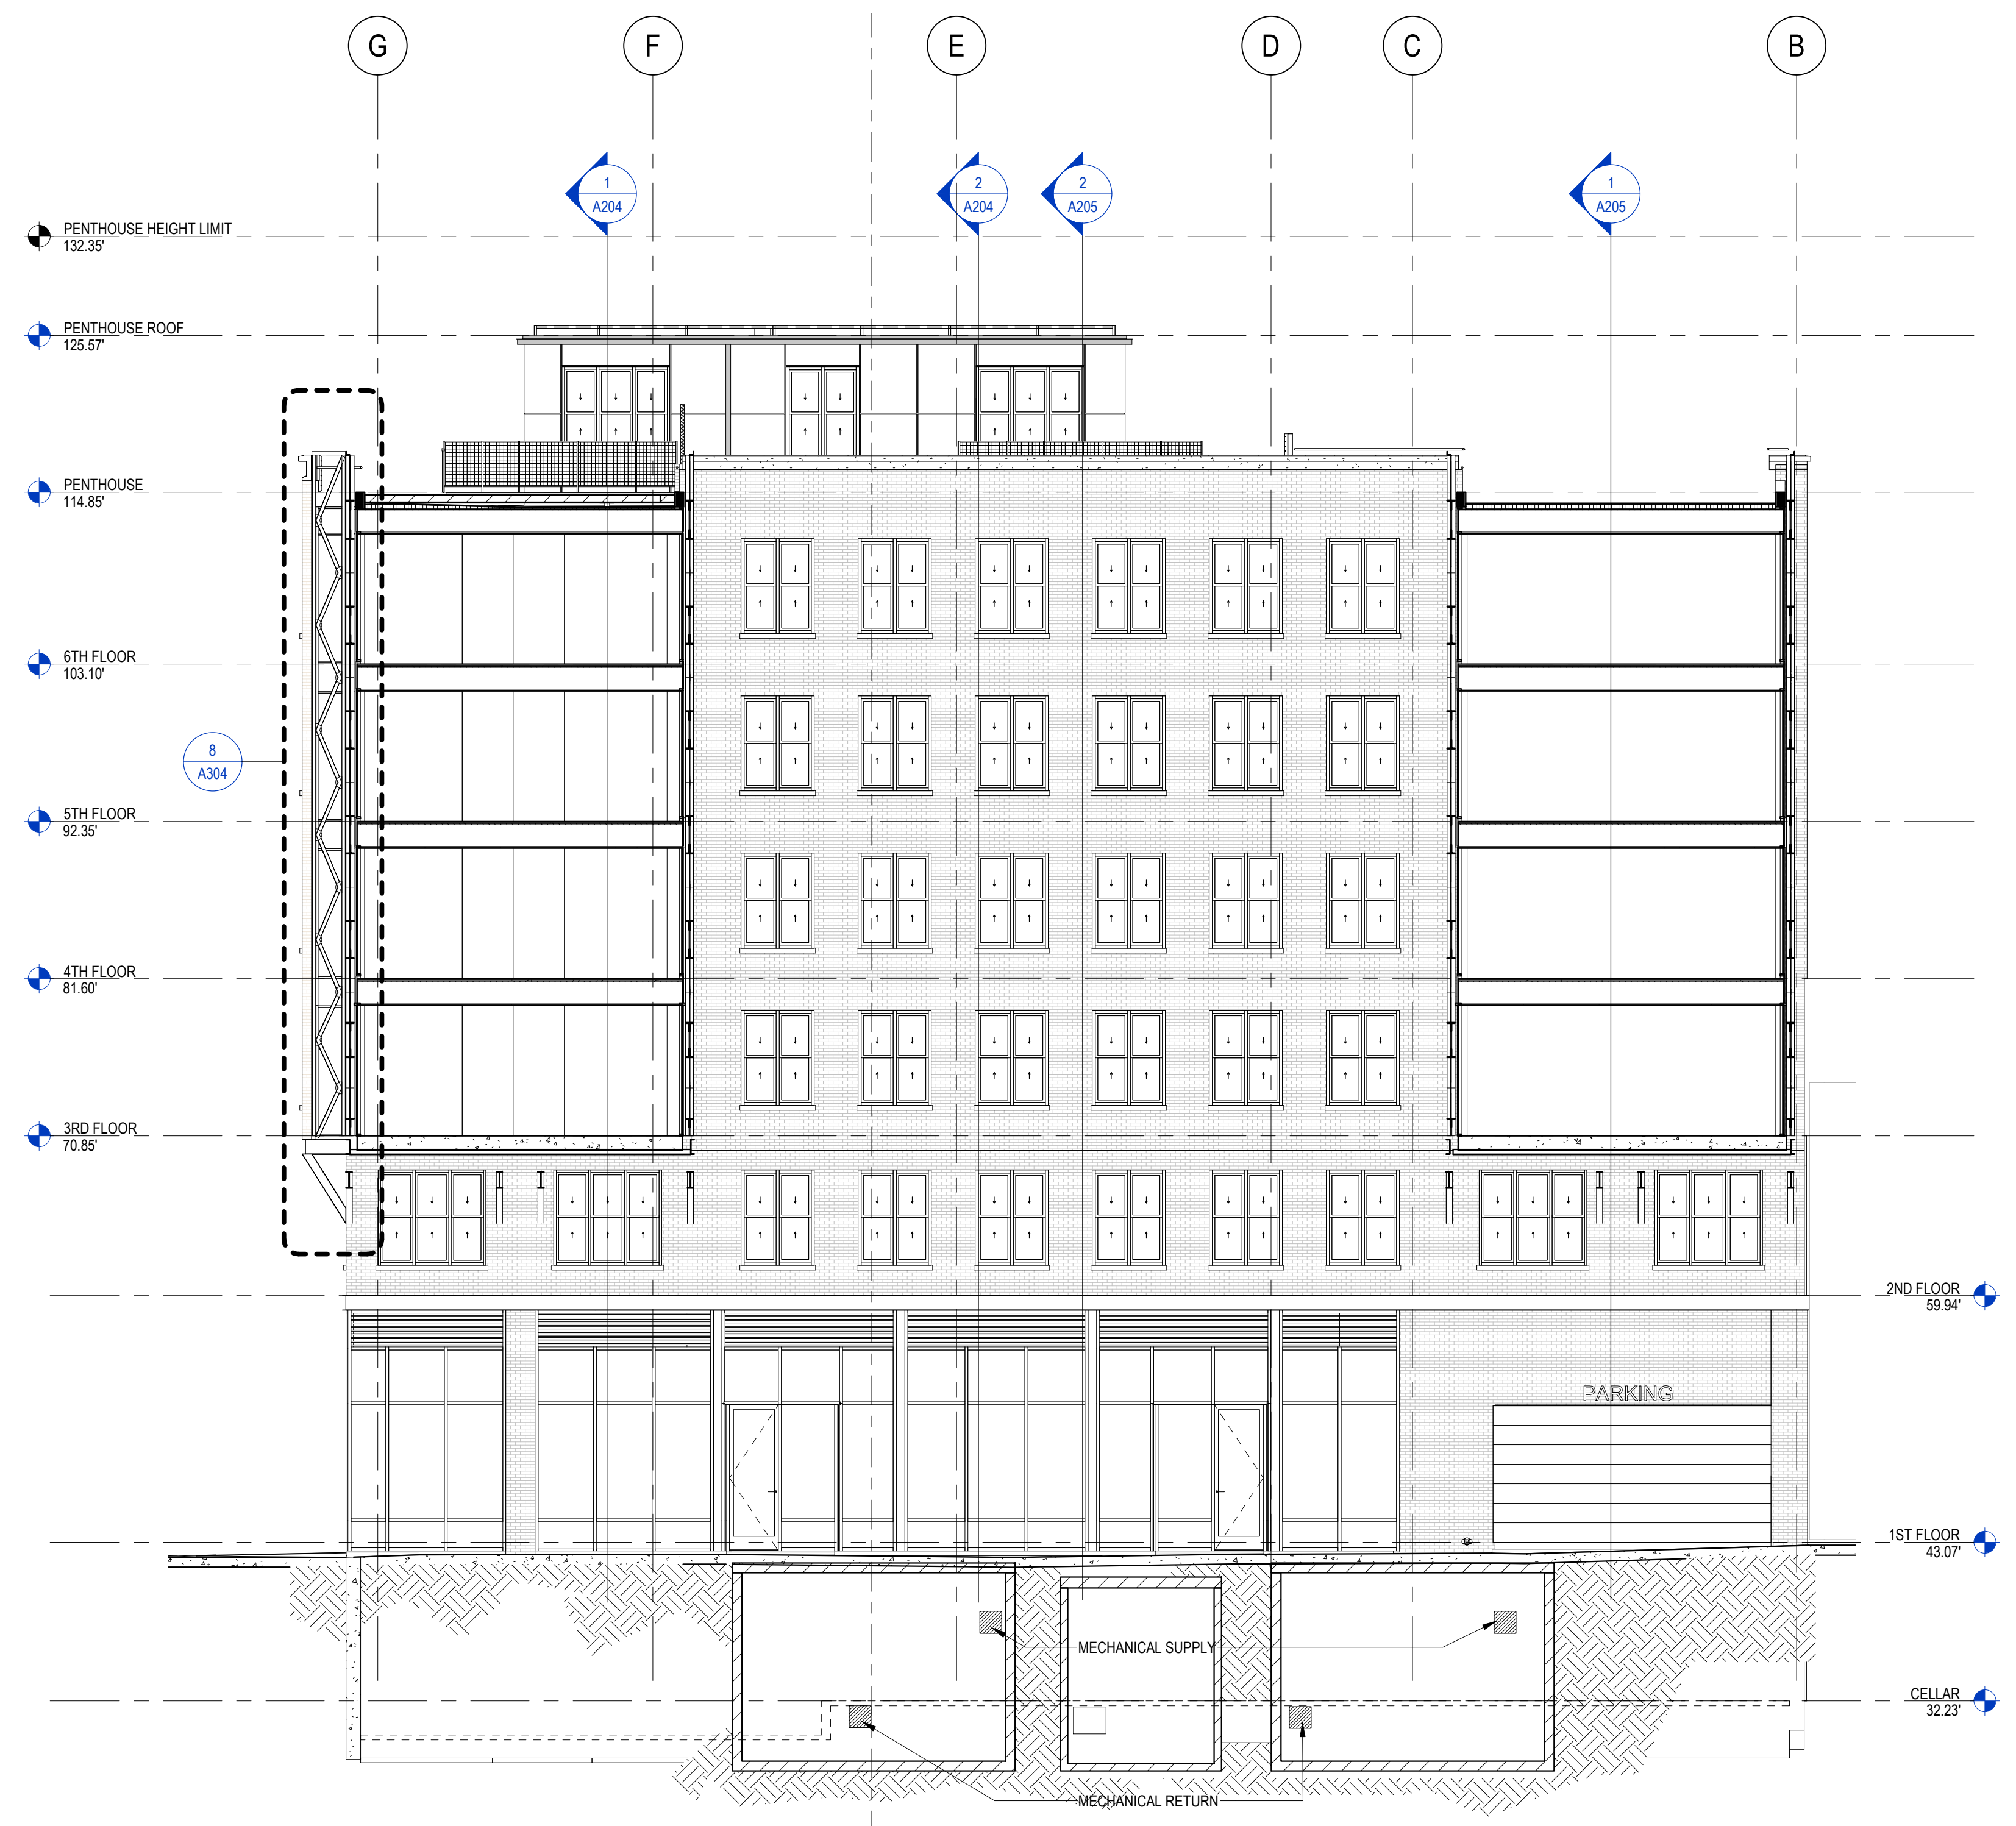 G
F
E
D
C
B
1
A204
2
A204
2
A205
1
A205
PENTHOUSE HEIGHT LIMIT
132.35'
PENTHOUSE ROOF
125.57'
PENTHOUSE
114.85'
6TH FLOOR
103.10'
8
A304
5TH FLOOR
92.35'
4TH FLOOR
81.60'
3RD FLOOR
70.85'
2ND FLOOR
59.94'
PARKING
1ST FLOOR
43.07'
MECHANICAL SUPPLY
CELLAR
32.23'
MECHANICAL RETURN